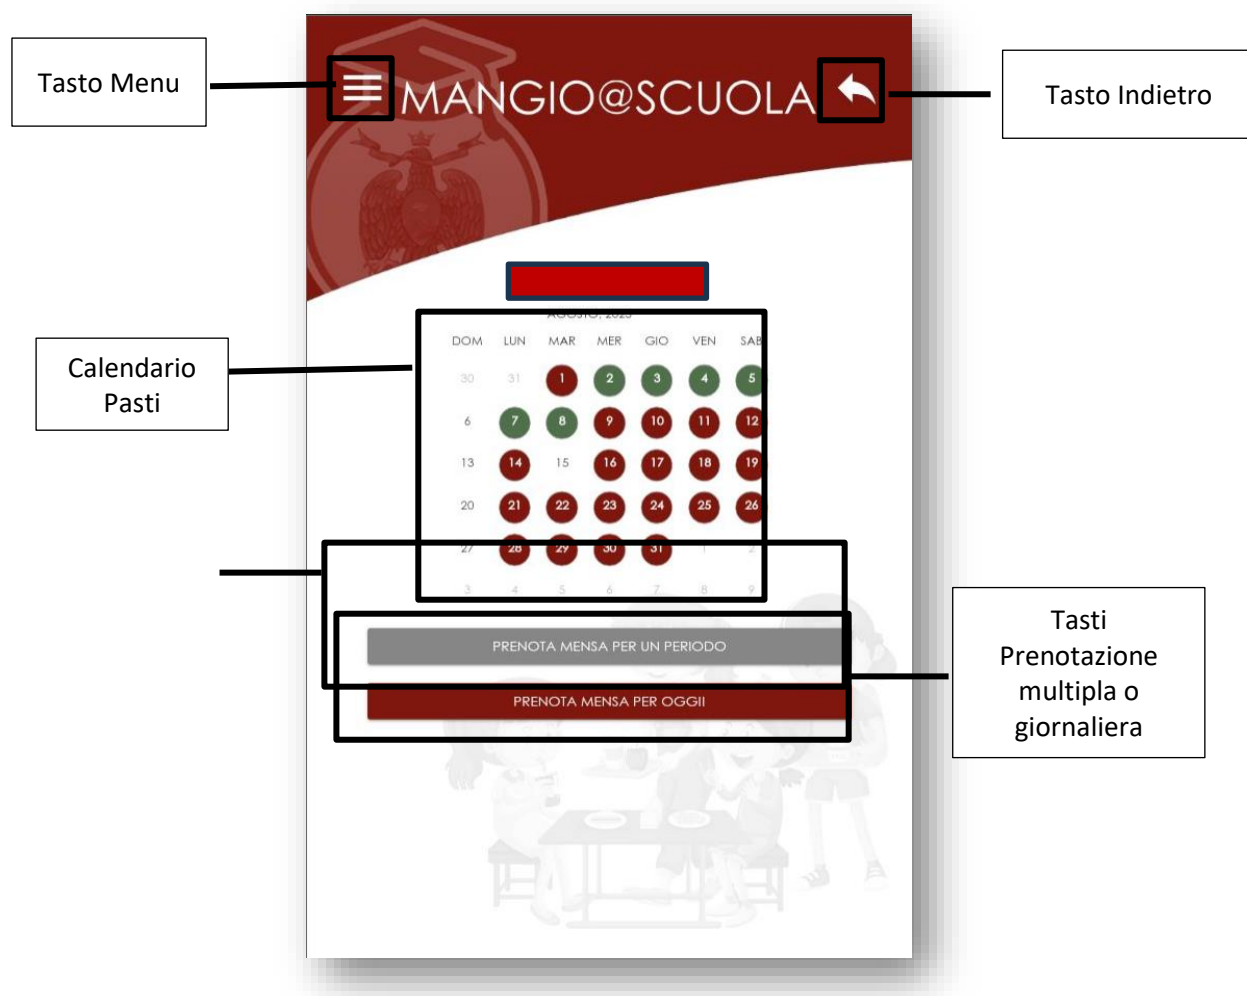 Tasto Menu
MANGIO@SCUOLA
Tasto Indietro
AGOSTO, 2023
DOM LUN MAR MER GIO VEN SAB
30 31 1 2 3 4 5
Calendario
Pasti
6 7 8 9 10 11 12
13 14 15 16 17 18 19
20 21 22 23 24 25 26
27 28 29 30 31 1 2
3 4 5 6 7 8 9
PRENOTA MENSA PER UN PERIODO
PRENOTA MENSA PER OGGII
Tasti
Prenotazione
multipla o
giornaliera